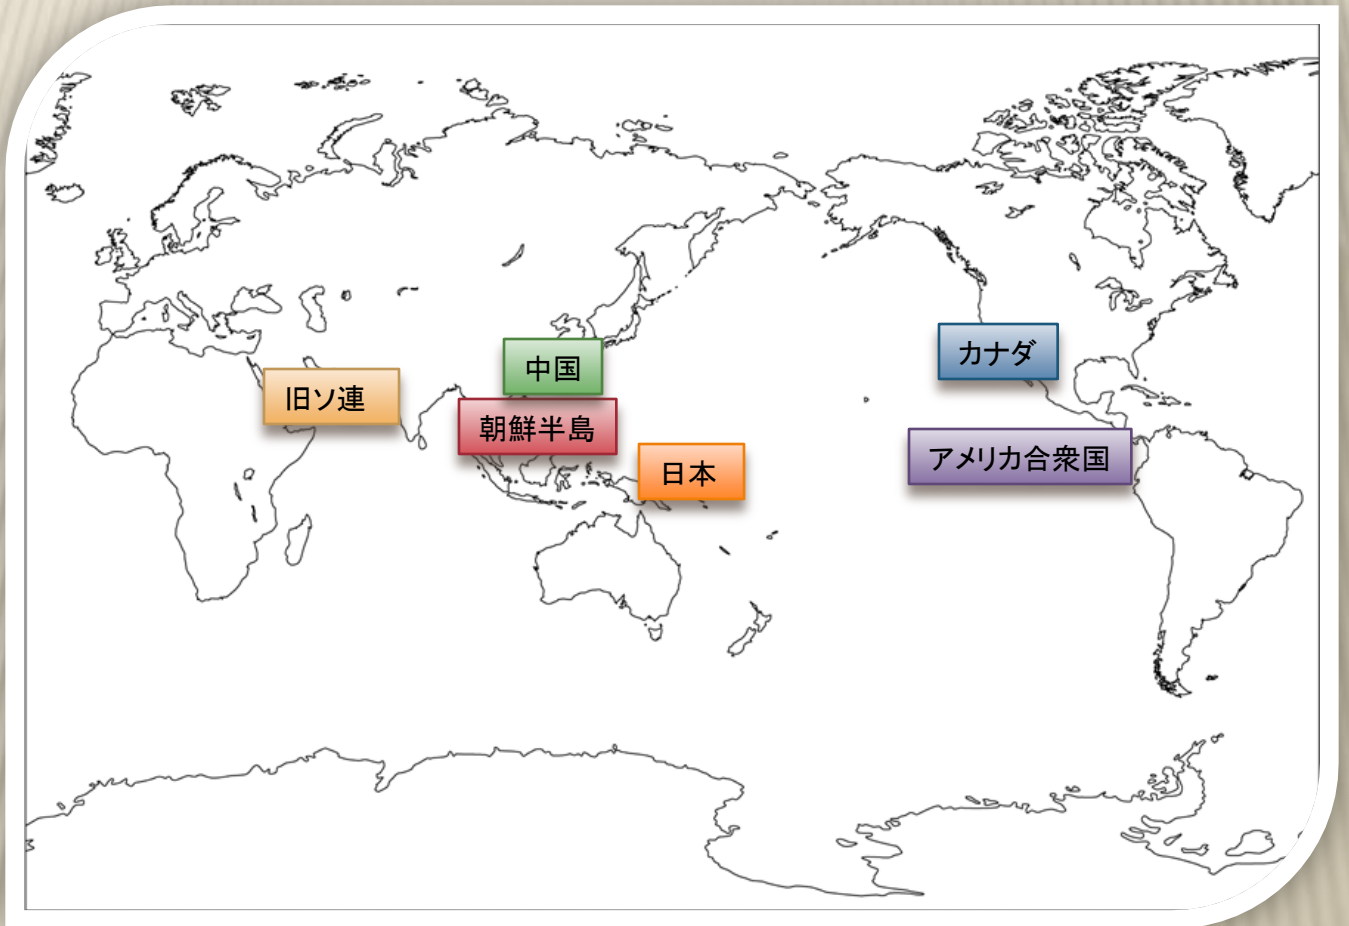 カナダ
中国
旧ソ連
朝鮮半島
アメリカ合衆国
日本